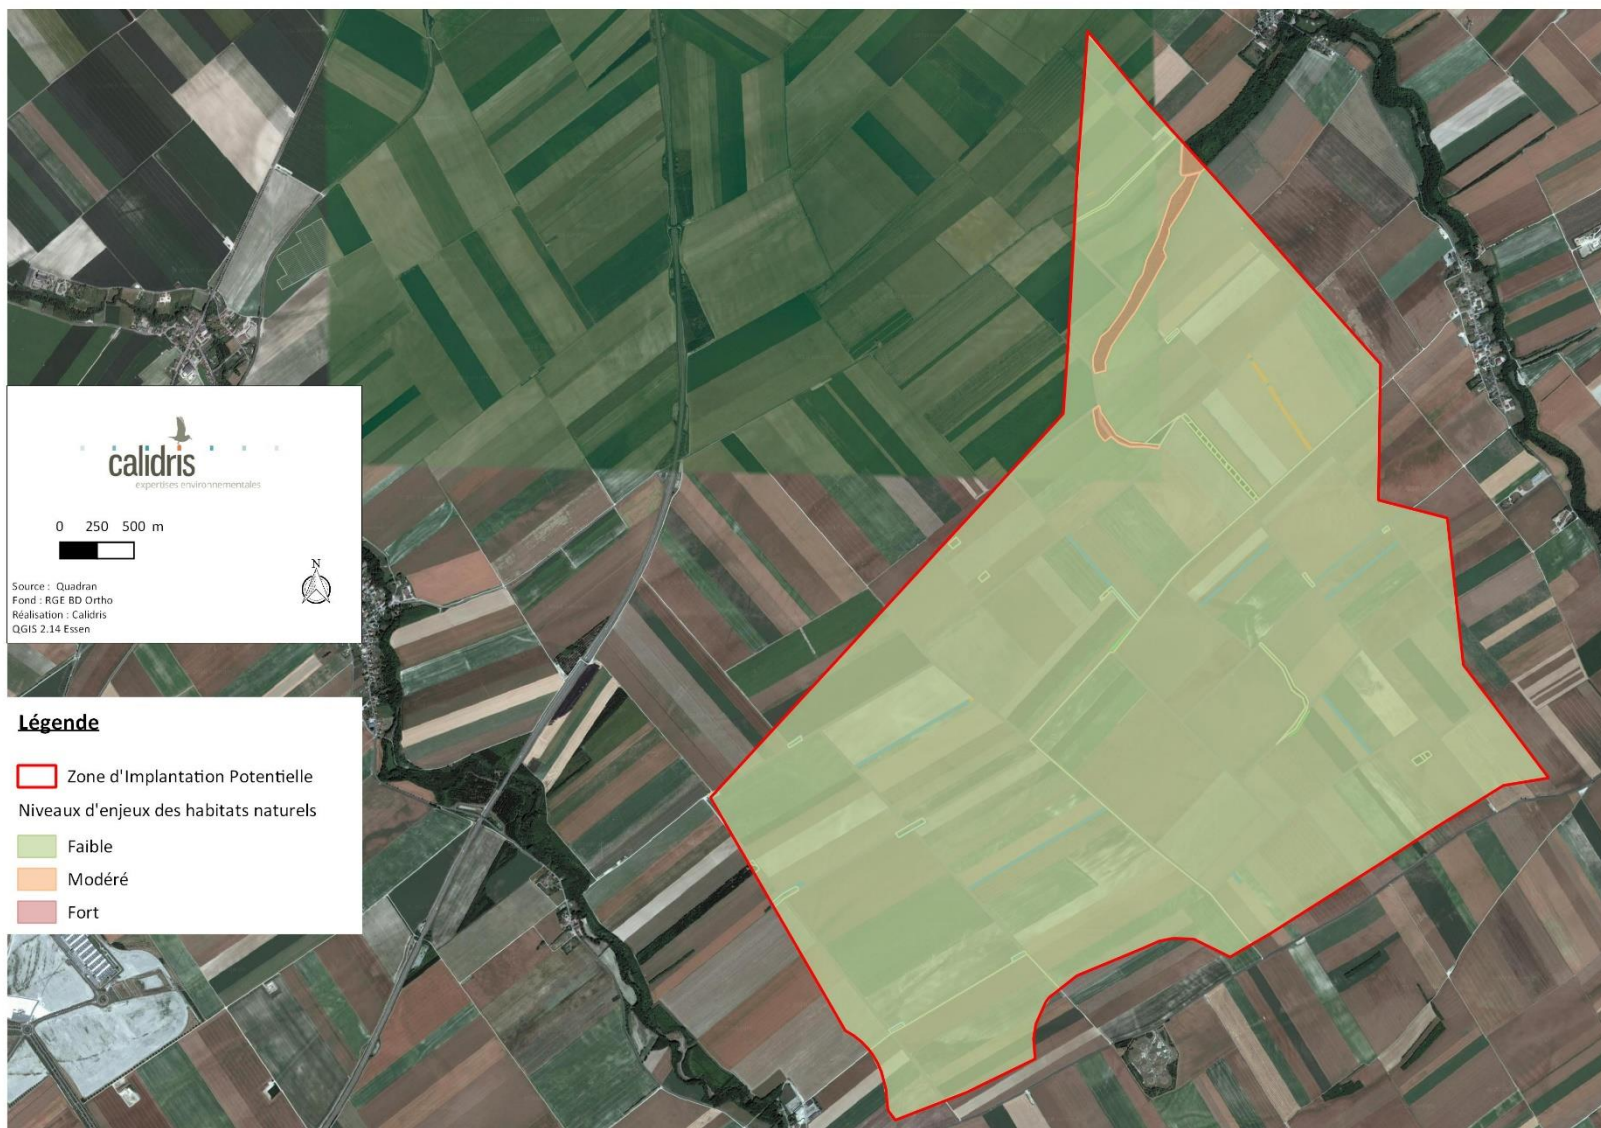 calidris
expertises environnementales
0 250 500 m
N
Source : Quadran
Fond : RGE BD Ortho
Réalisation : Calidris
QGIS 2.14 Essen
Légende
Zone d'Implantation Potentielle
Niveaux d'enjeux des habitats naturels
Faible
Modéré
Fort